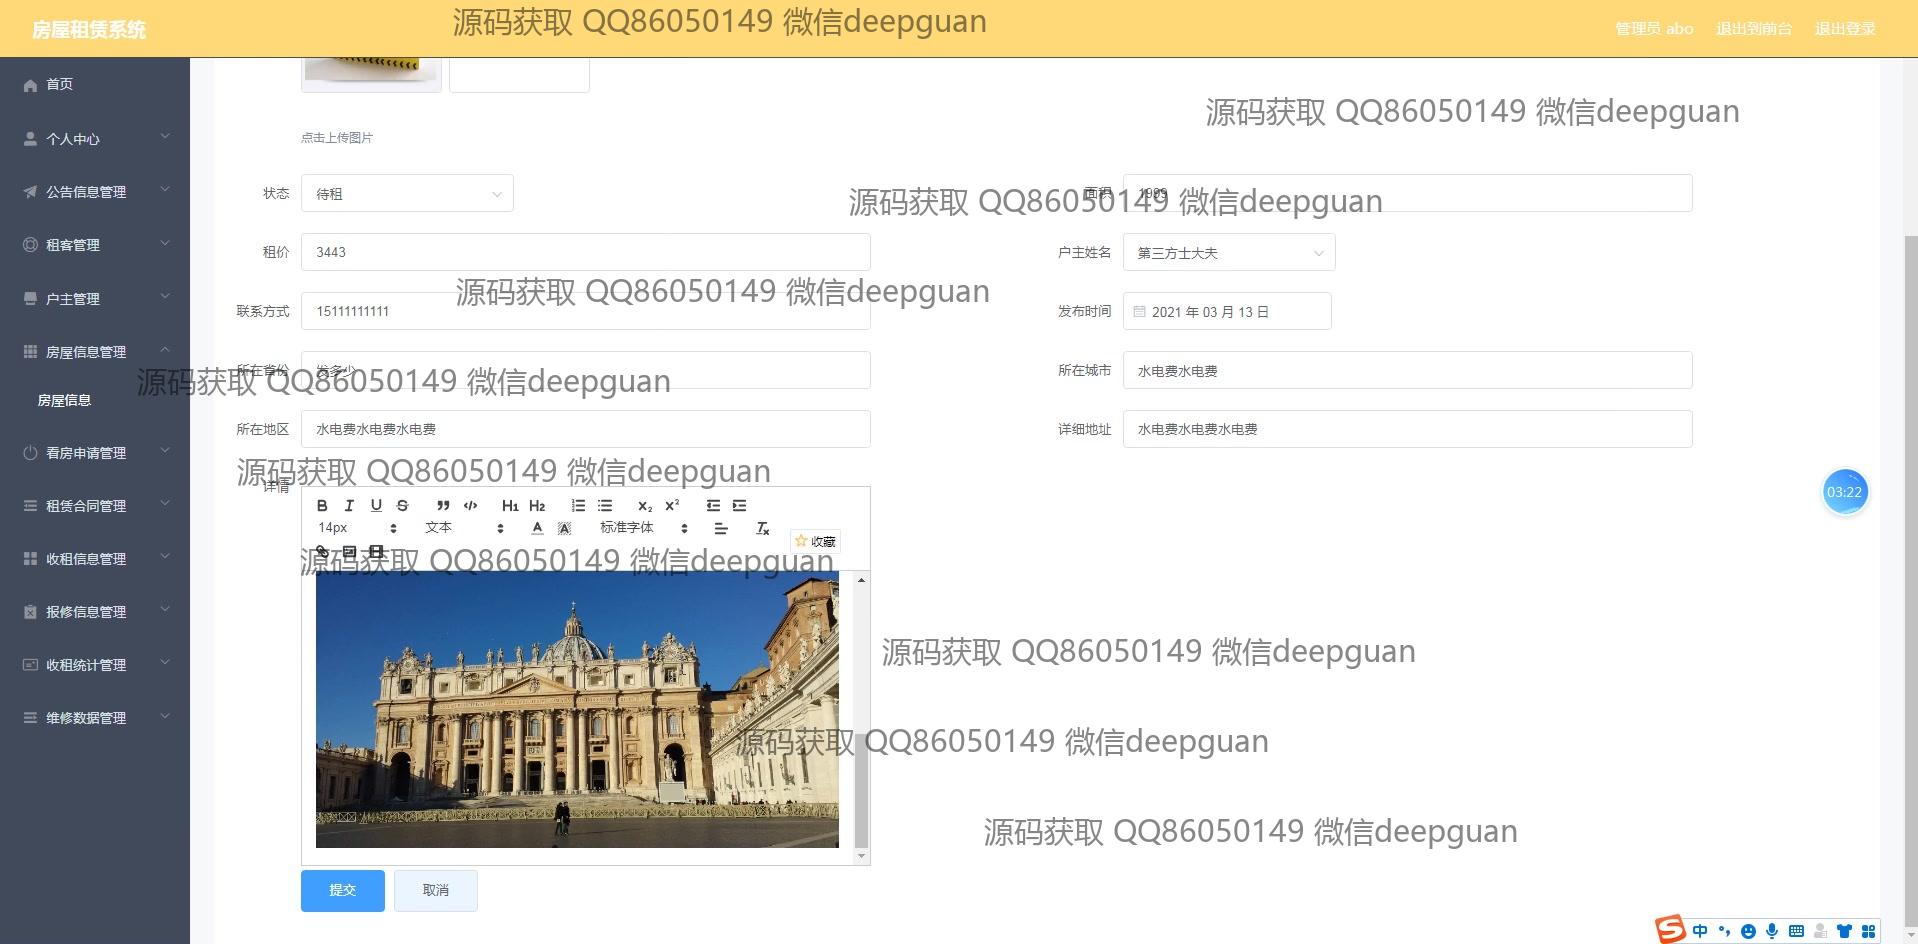 房屋租赁系统
源码获取 QQ86050149 微信deepguan
管理员 abo 退出到前台 退出登录
首页
个人中心
公告信息管理
租客管理
户主管理
房屋信息管理
房屋信息
看房申请管理
租赁合同管理
收租信息管理
报修信息管理
收租统计管理
维修数据管理
源码获取 QQ86050149 微信deepguan
点击上传图片
状态 待租
面积 1999
源码获取 QQ86050149 微信deepguan
租价 3443
户主姓名 第三方士大夫
源码获取 QQ86050149 微信deepguan
联系方式 15111111111
发布时间 2021 年 03 月 13 日
所在省份 发多少
所在城市 水电费水电费
源码获取 QQ86050149 微信deepguan
所在地区 水电费水电费水电费
详细地址 水电费水电费水电费
源码获取 QQ86050149 微信deepguan
详情
03:22
B I U S H1 H2 x₂ x²
14px 文本 A A 标准字体 Tx
收藏
源码获取 QQ86050149 微信deepguan
源码获取 QQ86050149 微信deepguan
源码获取 QQ86050149 微信deepguan
源码获取 QQ86050149 微信deepguan
提交 取消
S 中